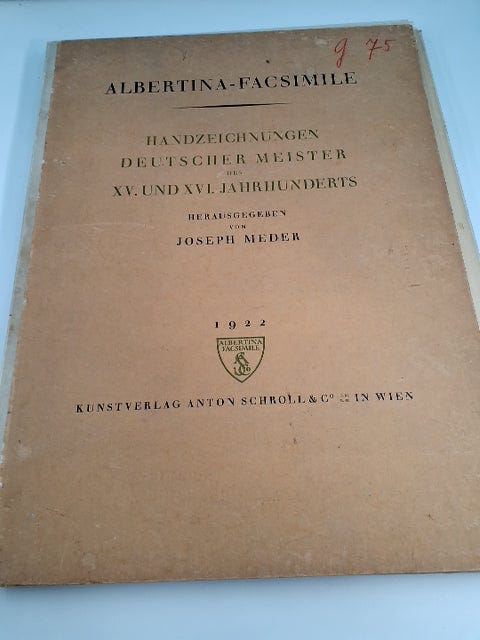 g 75
ALBERTINA-FACSIMILE
HANDZEICHNUNGEN
DEUTSCHER MEISTER
DES
XV. UND XVI. JAHRHUNDERTS
HERAUSGEGEBEN
VON
JOSEPH MEDER
1922
ALBERTINA
FACSIMILE
KUNSTVERLAG ANTON SCHROLL & Co IN WIEN